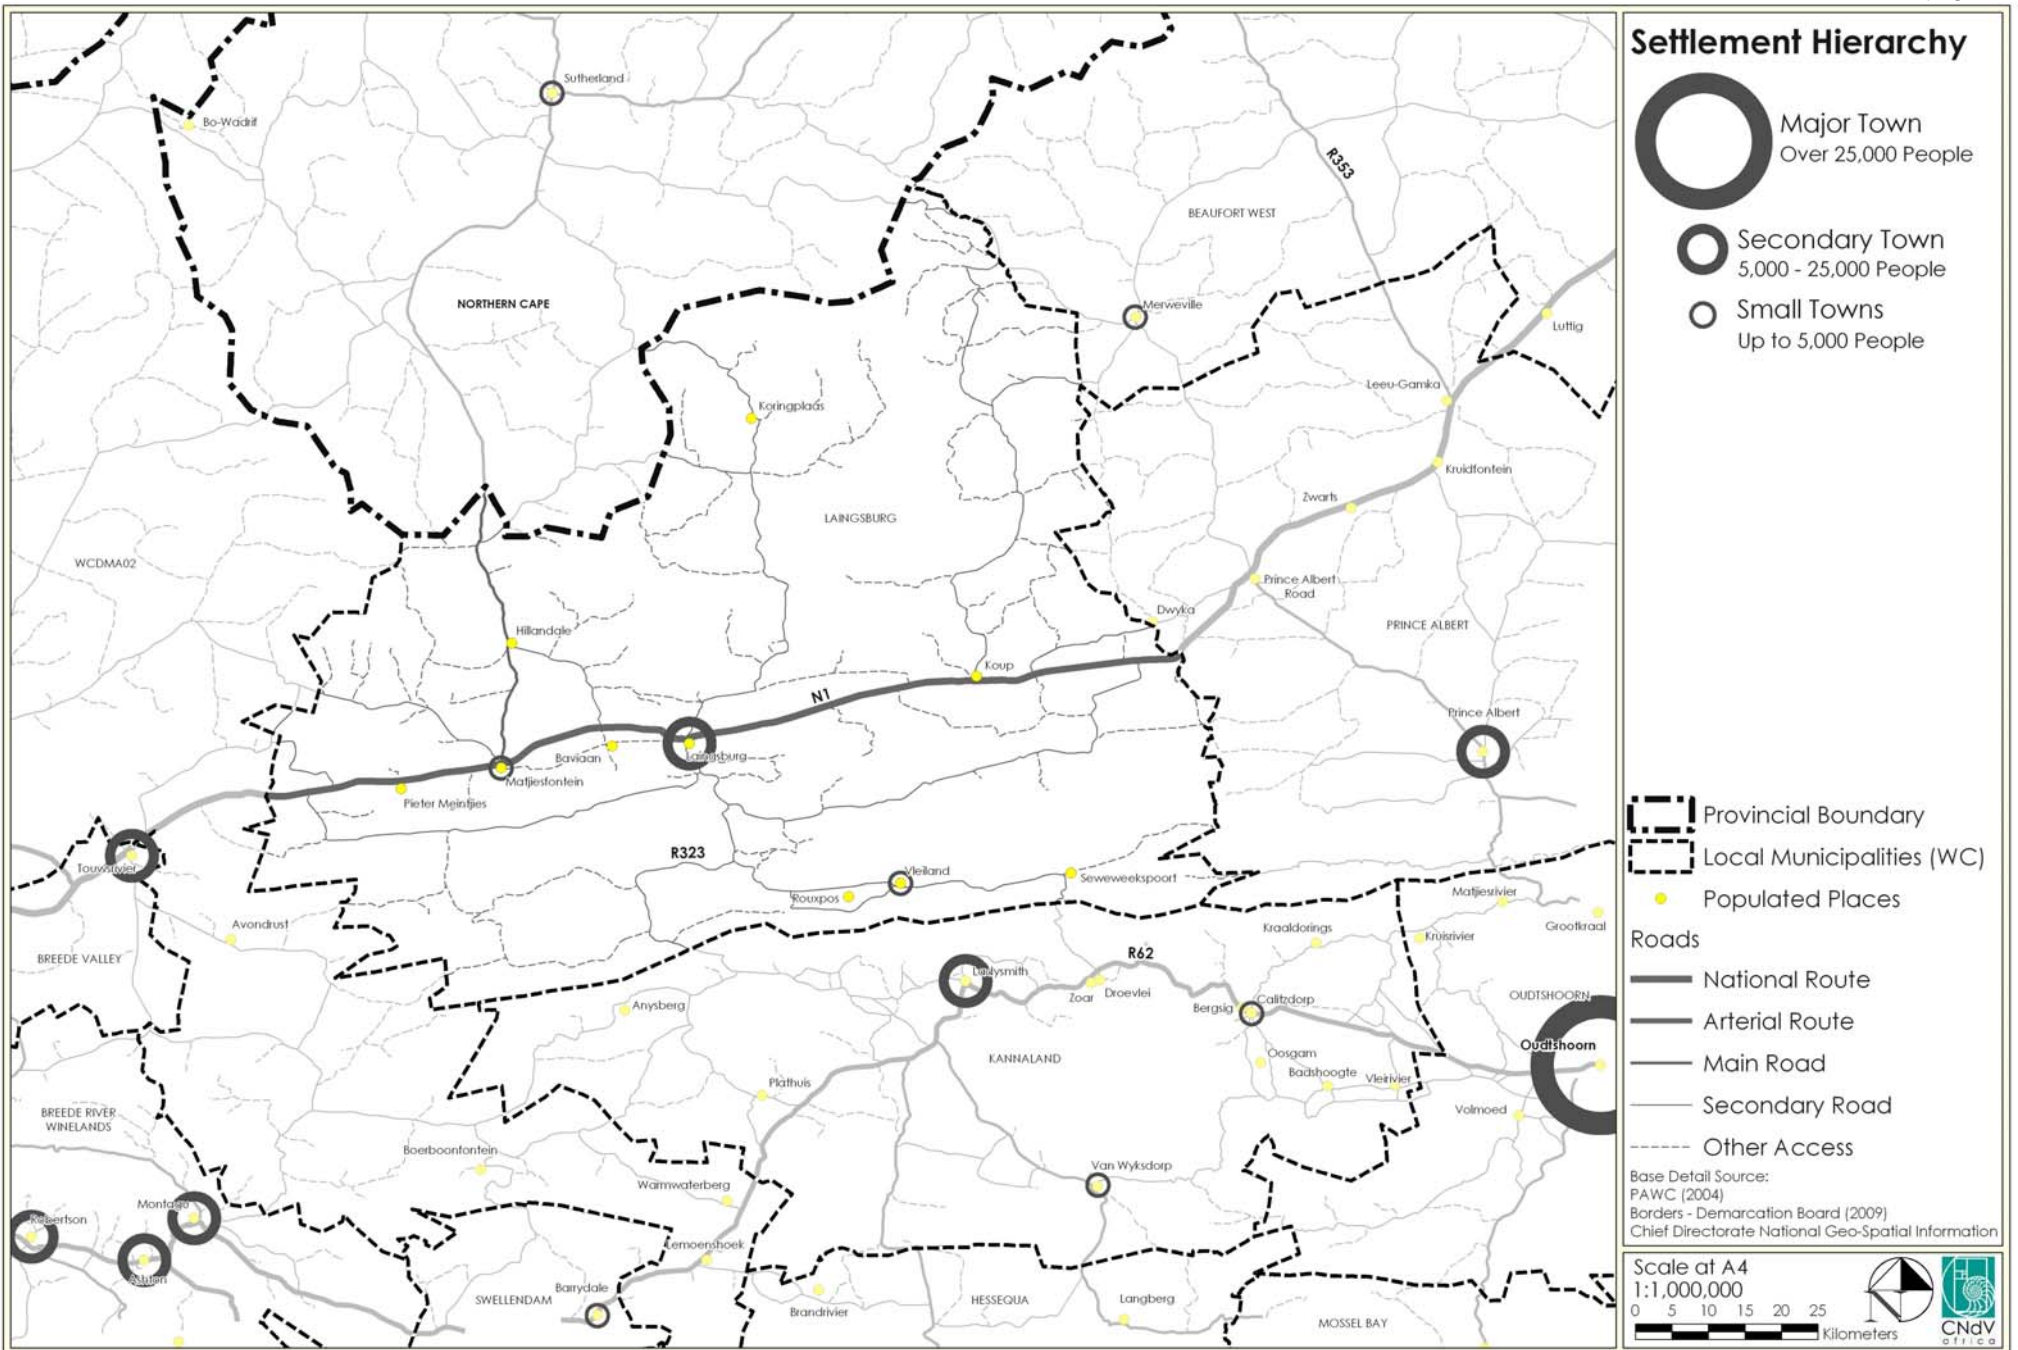 Settlement Hierarchy
Major Town
Over 25,000 People
Secondary Town
5,000 - 25,000 People
Small Towns
Up to 5,000 People
Provincial Boundary
Local Municipalities (WC)
Populated Places
Roads
National Route
Arterial Route
Main Road
Secondary Road
Other Access
Base Detail Source:
PAWC (2004)
Borders - Demarcation Board (2009)
Chief Directorate National Geo-Spatial Information
Scale at A4
1:1,000,000
0 5 10 15 20 25
Kilometers
N
CNdV
africa
Sutherland
Bo-Wadrif
R353
BEAUFORT WEST
NORTHERN CAPE
Merweville
Luttig
Leeu-Gamka
Koringplaas
Kruidfontein
Zwarts
LAINGSBURG
WCDMA02
Prince Albert
Road
Dwyka
PRINCE ALBERT
Hillandale
Koup
N1
Prince Albert
Baviaan
Laingsburg
Matjiesfontein
Pieter Meintjies
R323
Touwsrivier
Vleiland
Seweweekspoort
Rouxpos
Matjiesrivier
Grootkraal
Avondrust
Kraaldorings
Kruisrivier
BREEDE VALLEY
R62
Ladysmith
Zoar
Droevlei
OUDTSHOORN
Anysberg
Bergsig
Calitzdorp
Oudtshoorn
KANNALAND
Oosgam
Badshoogte
Vleirivier
Plathuis
BREEDE RIVER
WINELANDS
Volmoed
Boerboonfontein
Van Wyksdorp
Warmwaterberg
Montagu
Robertson
Lemoenshoek
Ashton
Barrydale
SWELLENDAM
Brandrivier
HESSEQUA
Langberg
MOSSEL BAY